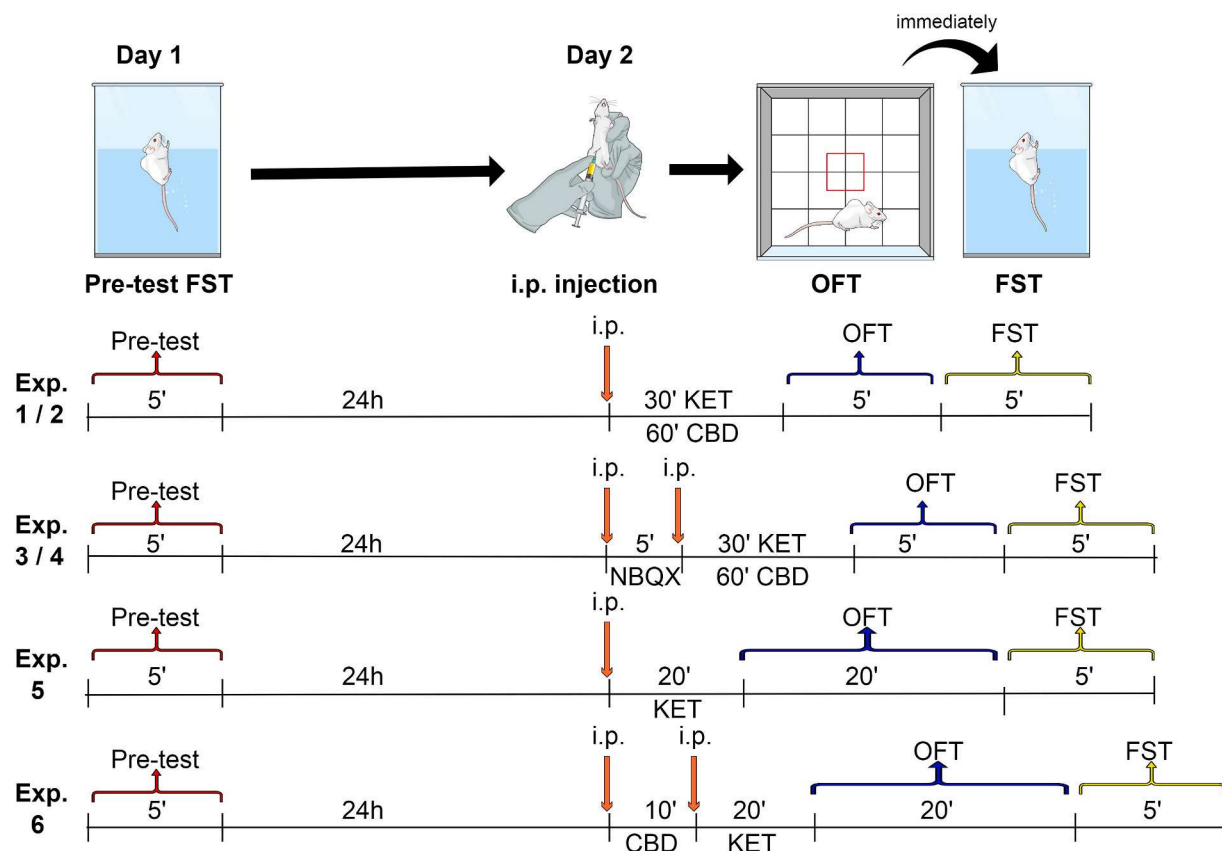 immediately
Day 1
Day 2
Pre-test FST
i.p. injection
OFT
FST
Exp.
1 / 2
Pre-test
5'
24h
i.p.
30' KET
60' CBD
OFT
5'
FST
5'
Exp.
3 / 4
Pre-test
5'
24h
i.p.
i.p.
5'
NBQX
30' KET
60' CBD
OFT
5'
FST
5'
Exp.
5
Pre-test
5'
24h
i.p.
20'
KET
OFT
20'
FST
5'
Exp.
6
Pre-test
5'
24h
i.p.
i.p.
10'
CBD
20'
KET
OFT
20'
FST
5'